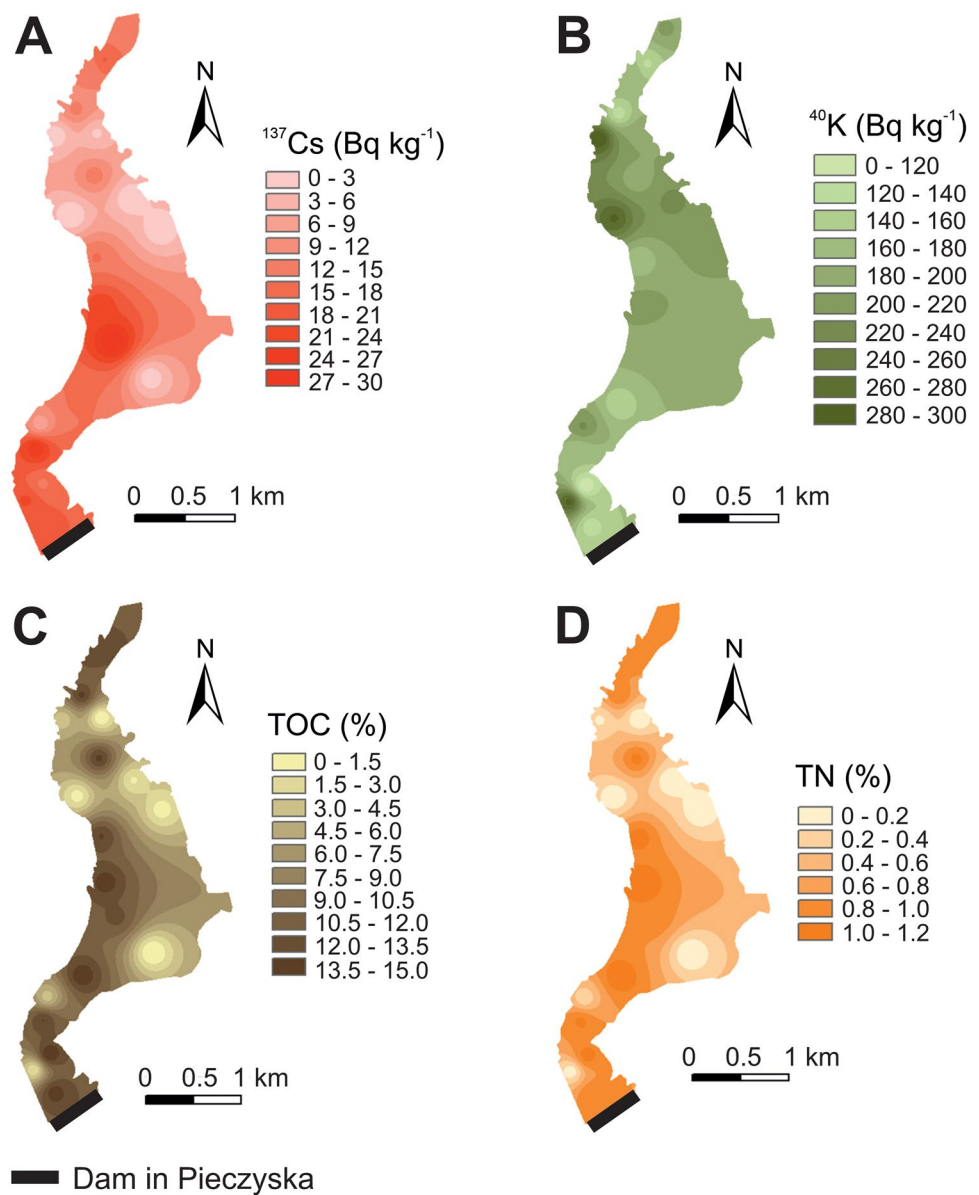 A
N
¹³⁷Cs (Bq kg⁻¹)
0 - 3
3 - 6
6 - 9
9 - 12
12 - 15
15 - 18
18 - 21
21 - 24
24 - 27
27 - 30
0 0.5 1 km
B
N
⁴⁰K (Bq kg⁻¹)
0 - 120
120 - 140
140 - 160
160 - 180
180 - 200
200 - 220
220 - 240
240 - 260
260 - 280
280 - 300
0 0.5 1 km
C
N
TOC (%)
0 - 1.5
1.5 - 3.0
3.0 - 4.5
4.5 - 6.0
6.0 - 7.5
7.5 - 9.0
9.0 - 10.5
10.5 - 12.0
12.0 - 13.5
13.5 - 15.0
0 0.5 1 km
D
N
TN (%)
0 - 0.2
0.2 - 0.4
0.4 - 0.6
0.6 - 0.8
0.8 - 1.0
1.0 - 1.2
0 0.5 1 km
Dam in Pieczyska